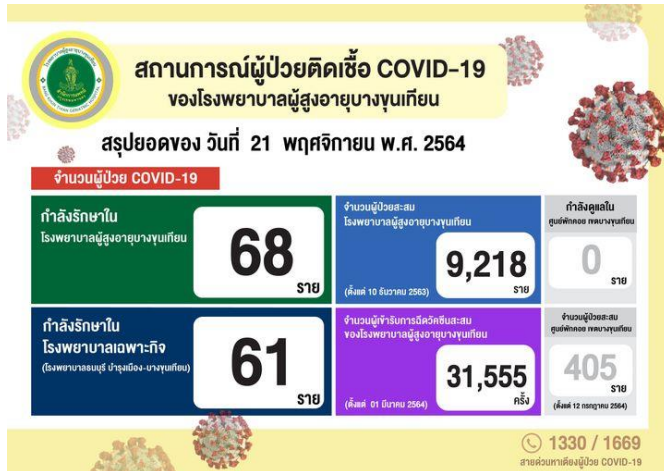 สถานการณ์ผู้ป่วยติดเชื้อ COVID-19
ของโรงพยาบาลผู้สูงอายุบางขุนเทียน
สรุปยอดของ วันที่ 21 พฤศจิกายน พ.ศ. 2564
จำนวนผู้ป่วย COVID-19
กำลังรักษาใน
โรงพยาบาลผู้สูงอายุบางขุนเทียน
68
ราย
จำนวนผู้ป่วยสะสม
โรงพยาบาลผู้สูงอายุบางขุนเทียน
9,218
ราย
(ตั้งแต่ 10 ธันวาคม 2563)
กำลังดูแลใน
ศูนย์พักคอย เขตบางขุนเทียน
0
ราย
กำลังรักษาใน
โรงพยาบาลเฉพาะกิจ
(โรงพยาบาลธนบุรี บำรุงเมือง-บางขุนเทียน)
61
ราย
จำนวนผู้เข้ารับการฉีดวัคซีนสะสม
ของโรงพยาบาลผู้สูงอายุบางขุนเทียน
31,555
ครั้ง
(ตั้งแต่ 01 มีนาคม 2564)
จำนวนผู้ป่วยสะสม
ศูนย์พักคอย เขตบางขุนเทียน
405
ราย
(ตั้งแต่ 12 กรกฎาคม 2564)
1330 / 1669
สายด่วนหาเตียงผู้ป่วย COVID-19